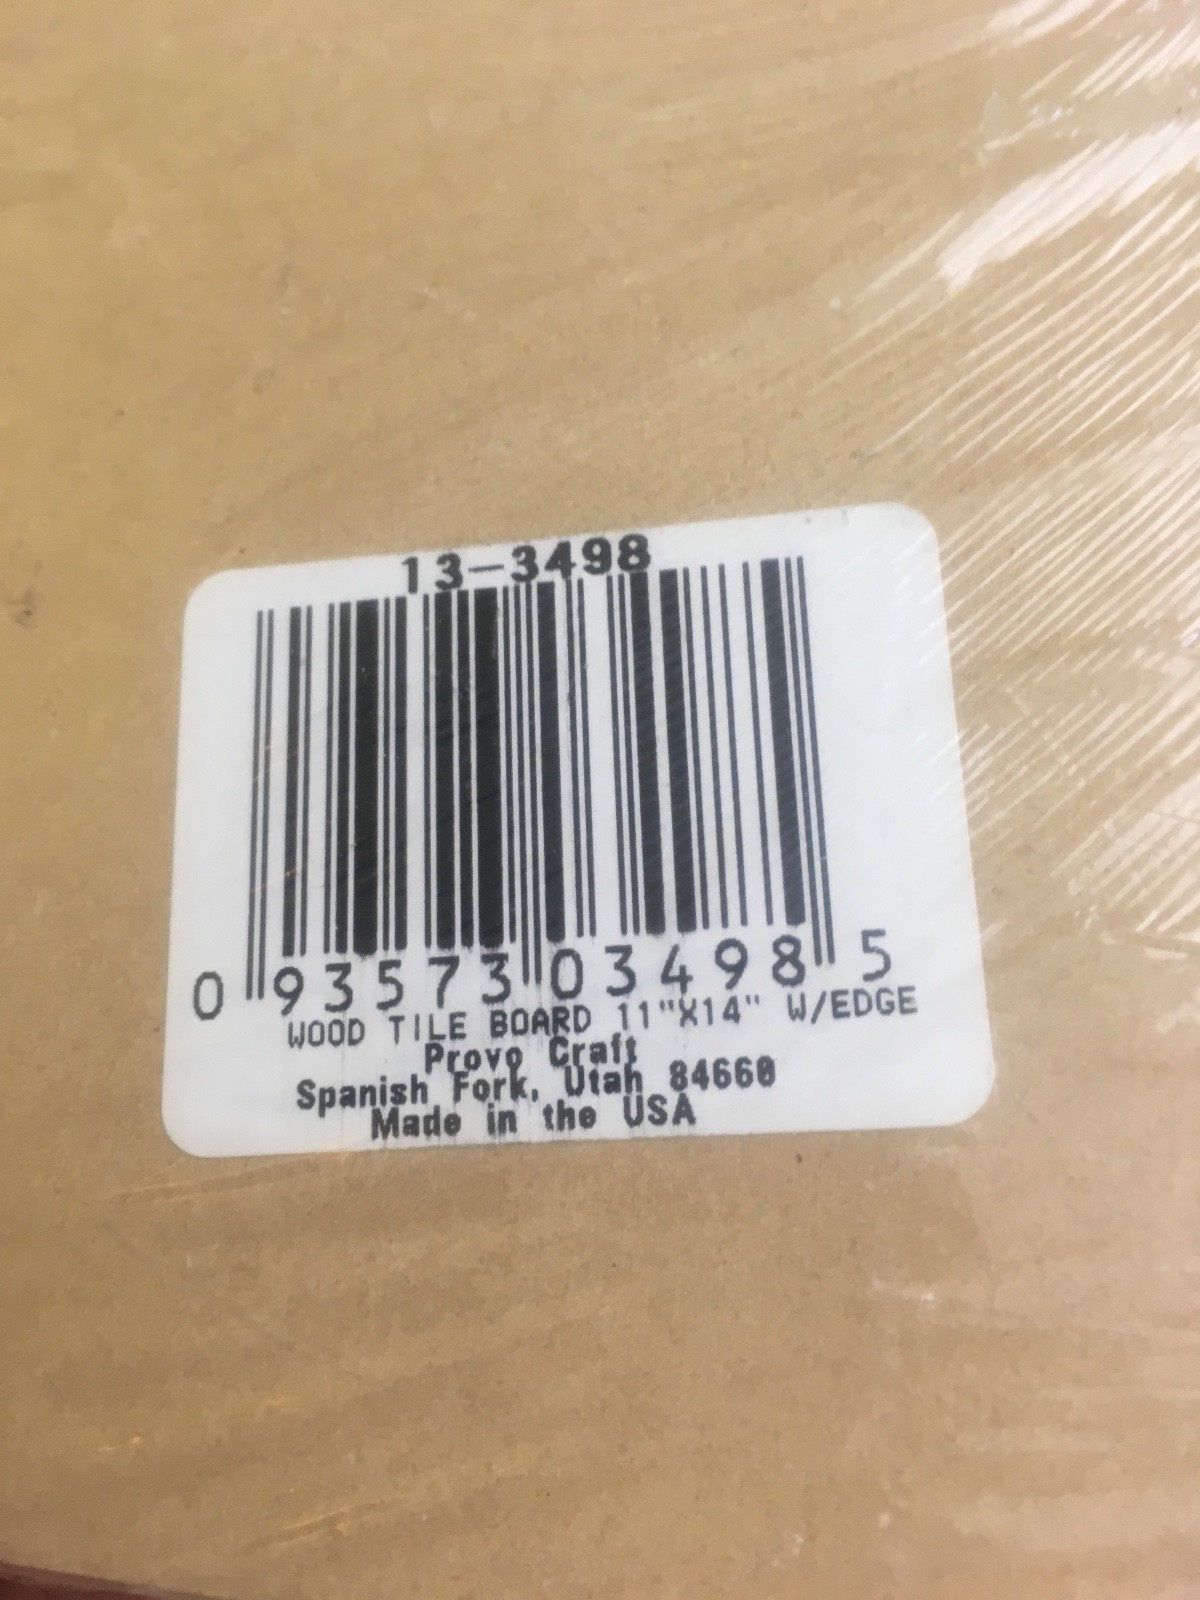 13-3498
0 93573 03498 5
WOOD TILE BOARD 11"X14" W/EDGE
Provo Craft
Spanish Fork, Utah 84660
Made in the USA